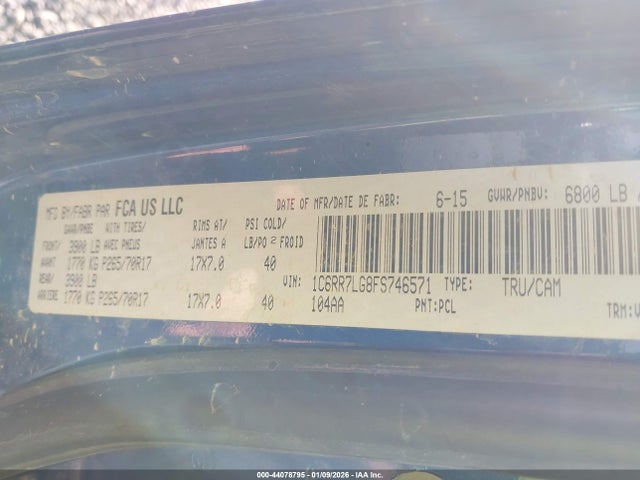 MFD BY/FABR PAR FCA US LLC DATE OF MFR/DATE DE FABR: 6-15 GVWR/PNBV: 6800 LB
GAWR/PNBE WITH TIRES/ RIMS AT/ PSI COLD/
FRONT/ 3900 LB AVEC PNEUS JANTES A LB/PO2 FROID
AVANT 1770 KG P265/70R17 17X7.0 40
REAR/ 3900 LB VIN: 1C6RR7LG8FS746571 TYPE: TRU/CAM
ARRIERE 1770 KG P265/70R17 17X7.0 40 104AA PNT:PCL TRM:
000-44078795 - 01/09/2026 - IAA Inc.